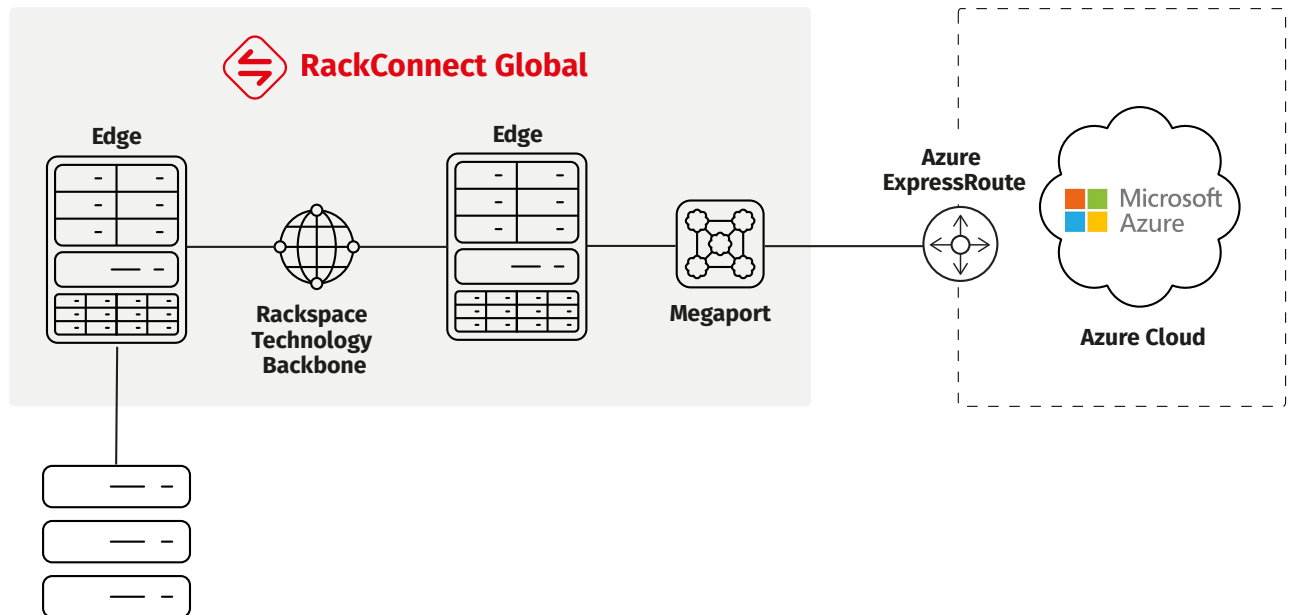 RackConnect Global
Edge
Edge
Azure
ExpressRoute
Microsoft
Azure
Rackspace
Technology
Backbone
Megaport
Azure Cloud